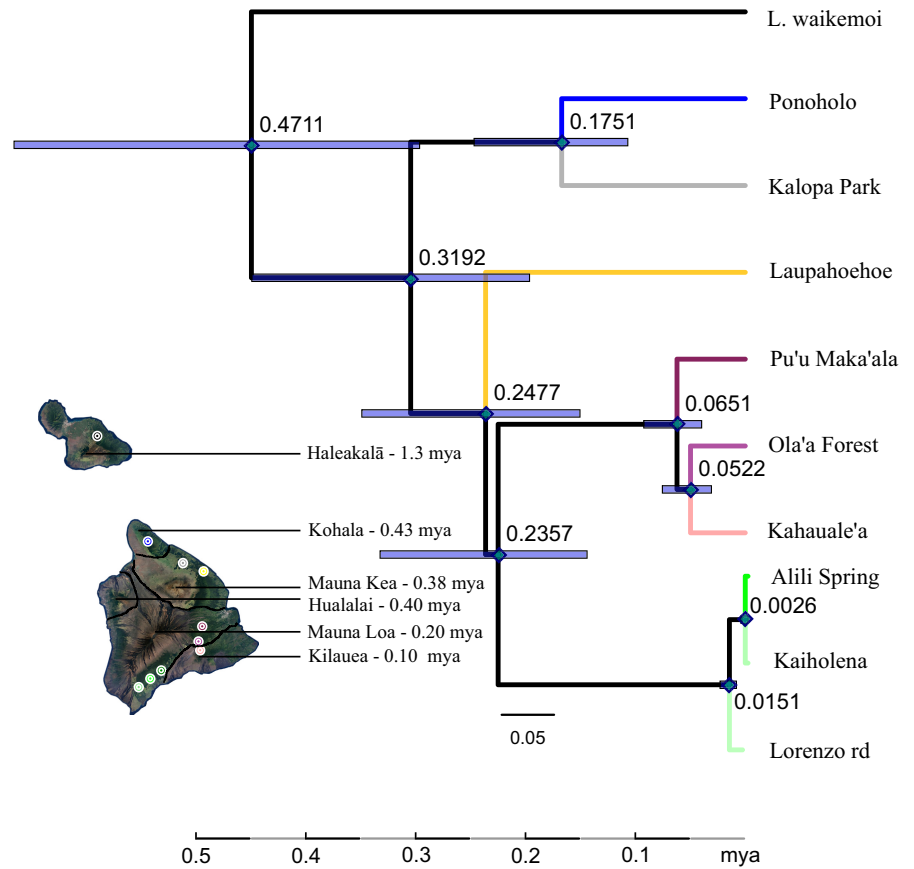 L. waikemoi
Ponoholo
0.4711
0.1751
Kalopa Park
0.3192
Laupahoehoe
Pu'u Maka'ala
0.2477
0.0651
Ola'a Forest
Haleakalā - 1.3 mya
0.0522
Kohala - 0.43 mya
0.2357
Kahauale'a
Alili Spring
Mauna Kea - 0.38 mya
Hualalai - 0.40 mya
0.0026
Mauna Loa - 0.20 mya
Kilauea - 0.10 mya
Kaiholena
0.0151
0.05
Lorenzo rd
0.5 0.4 0.3 0.2 0.1 mya